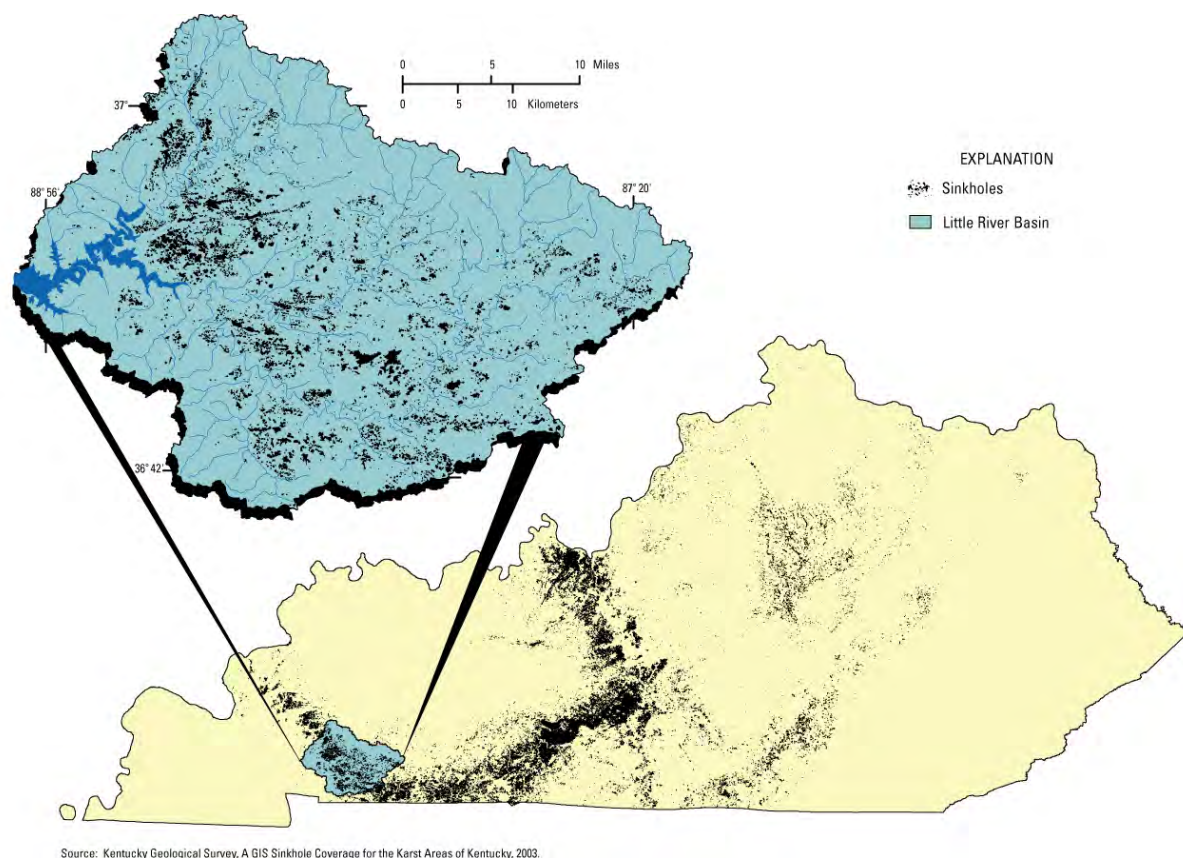 0 5 10 Miles
0 5 10 Kilometers
37°
88° 56'
87° 20'
36° 42'
EXPLANATION
Sinkholes
Little River Basin
Source: Kentucky Geological Survey, A GIS Sinkhole Coverage for the Karst Areas of Kentucky, 2003.